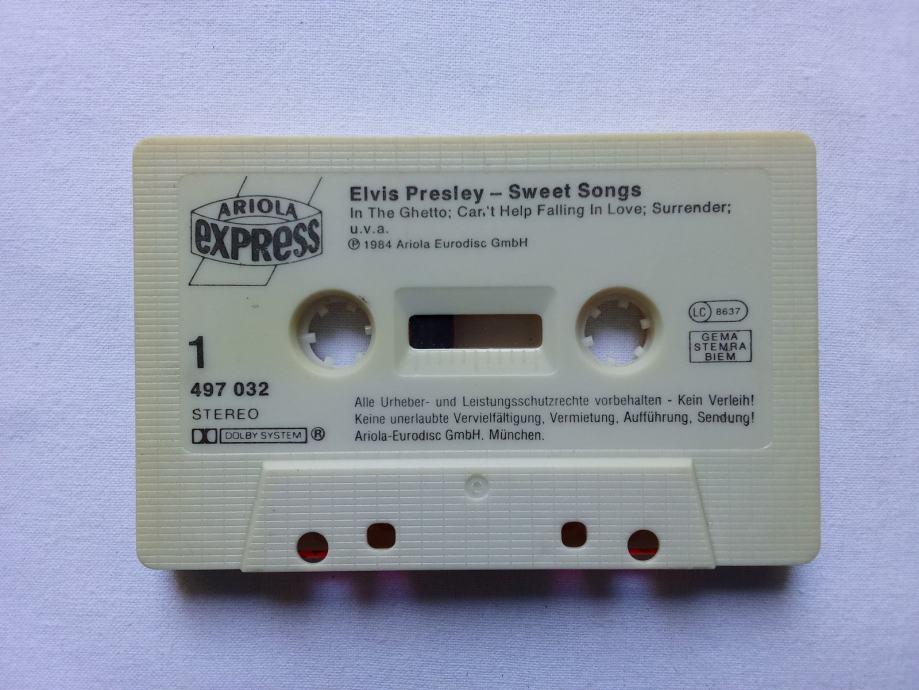 ARIOLA
eXPRESS
Elvis Presley – Sweet Songs
In The Ghetto; Can't Help Falling In Love; Surrender;
u.v.a.
Ⓟ 1984 Ariola Eurodisc GmbH
LC 8637
GEMA
STEMRA
BIEM
1
497 032
STEREO
DOLBY SYSTEM ®
Alle Urheber- und Leistungsschutzrechte vorbehalten - Kein Verleih!
Keine unerlaubte Vervielfältigung, Vermietung, Aufführung, Sendung!
Ariola-Eurodisc GmbH. München.